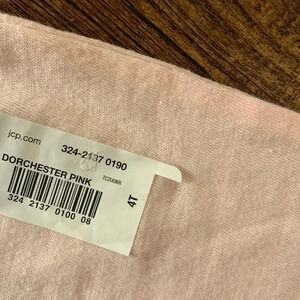 jcp.com
324-2137 0190
DORCHESTER PINK
324 2137 0100 08
4T